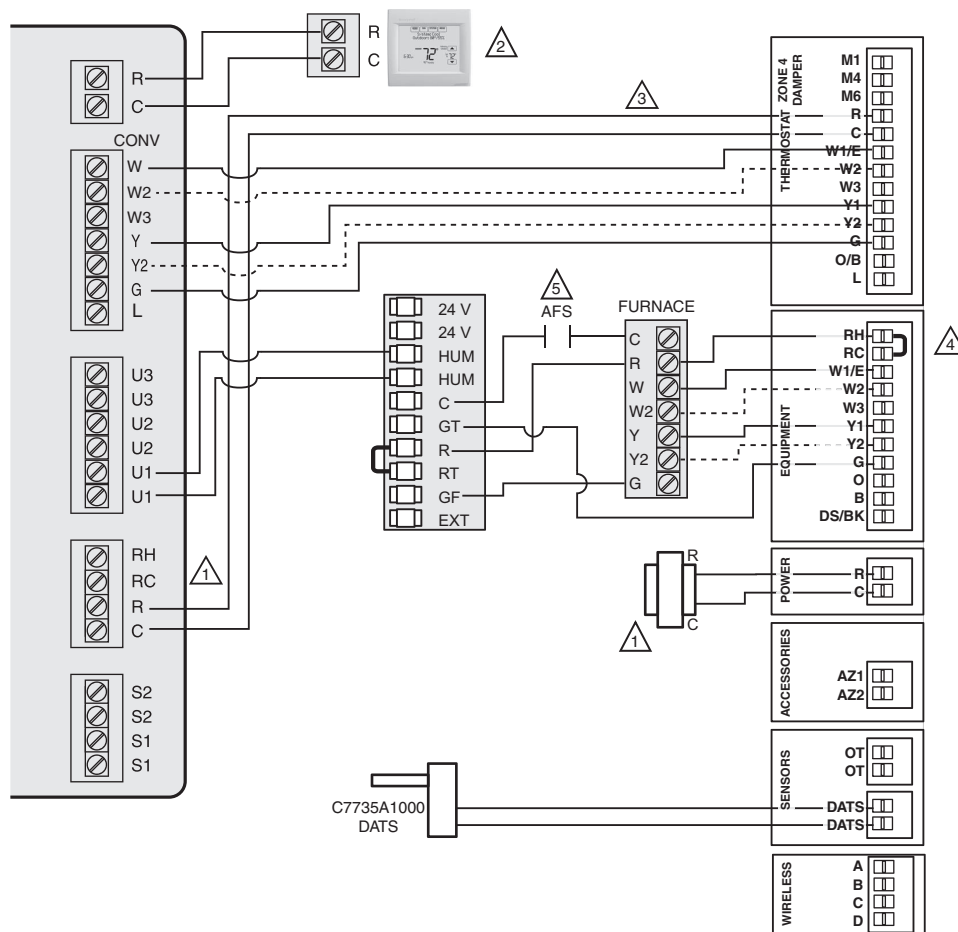 R
C
CONV
W
W2
W3
Y
Y2
G
L
U3
U3
U2
U2
U1
U1
RH
RC
R
C
S2
S2
S1
S1
1
R
C
72
2
3
24 V
24 V
HUM
HUM
C
GT
R
RT
GF
EXT
5
AFS
FURNACE
C
R
W
W2
Y
Y2
G
R
C
1
C7735A1000
DATS
ZONE 4
DAMPER
THERMOSTAT
M1
M4
M6
R
C
W1/E
W2
W3
Y1
Y2
G
O/B
L
EQUIPMENT
RH
RC
W1/E
W2
W3
Y1
Y2
G
O
B
DS/BK
4
POWER
R
C
ACCESSORIES
AZ1
AZ2
SENSORS
OT
OT
DATS
DATS
WIRELESS
A
B
C
D